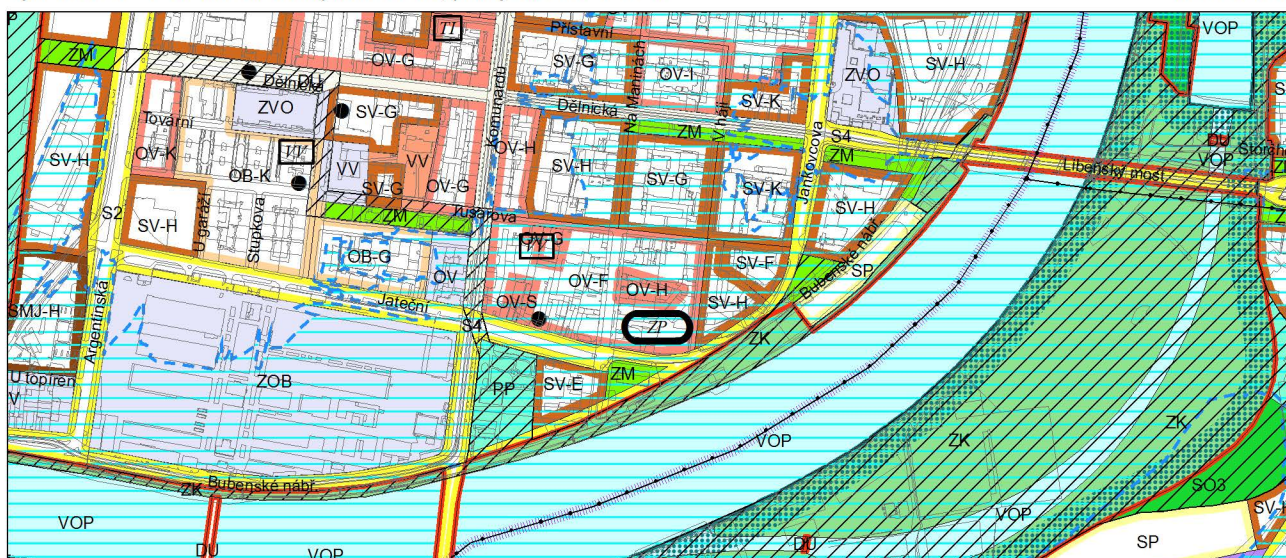 P
TI
Přístavní
VOP
ZM
OV-G
SV-G
OV-I
ZVO
SV-H
DU
Dělnická
ZVO
SV-G
Komunardů
Na Maninách
V háji
SV-K
Dělnická
ZM
S4
Jankovcova
DU
VOP
Tovární
OV-K
SV-H
VV
OV-H
SV-H
SV-G
SV-K
ZM
Libeňský most
OB-K
VV
VV
SV-G
OV-G
S2
SV-H
U garáží
Stupkova
ZM
Tusarova
SV-H
OB-G
OV
OV-G
VV
OV-F
SV-F
SP
Bubenské nábř.
SMJ-H
Argentinská
Jateční
OV-S
OV-H
SV-H
S4
ZP
ZK
U topíren
V
ZOB
PP
SV-E
ZM
VOP
ZK
ZK
ZK
Bubenské nábř.
SO3
VOP
DU
VOP
VOP
DU
SP
SV-H